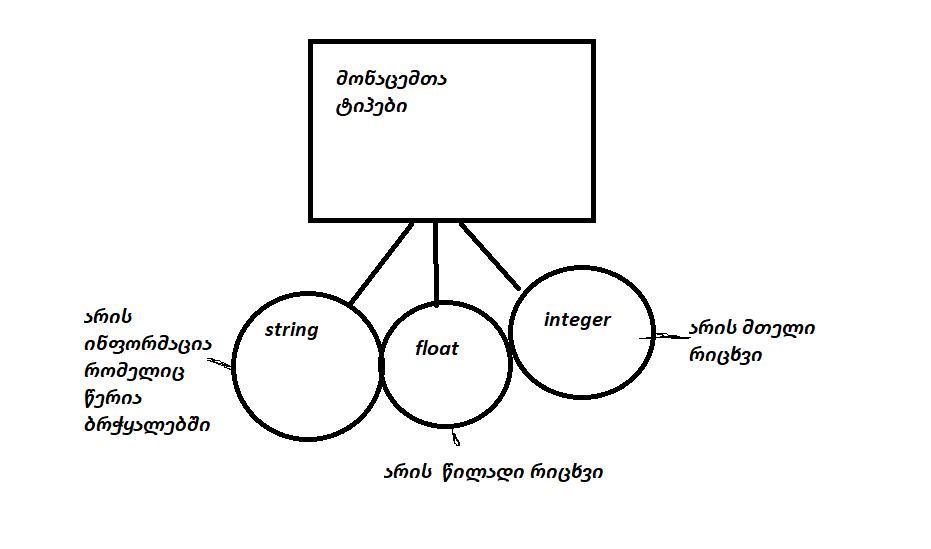 მონაცემთა
ტიპები
string
float
integer
არის
ინფორმაცია
რომელიც
წერია
ბრჭყალებში
არის წილადი რიცხვი
არის მთელი
რიცხვი